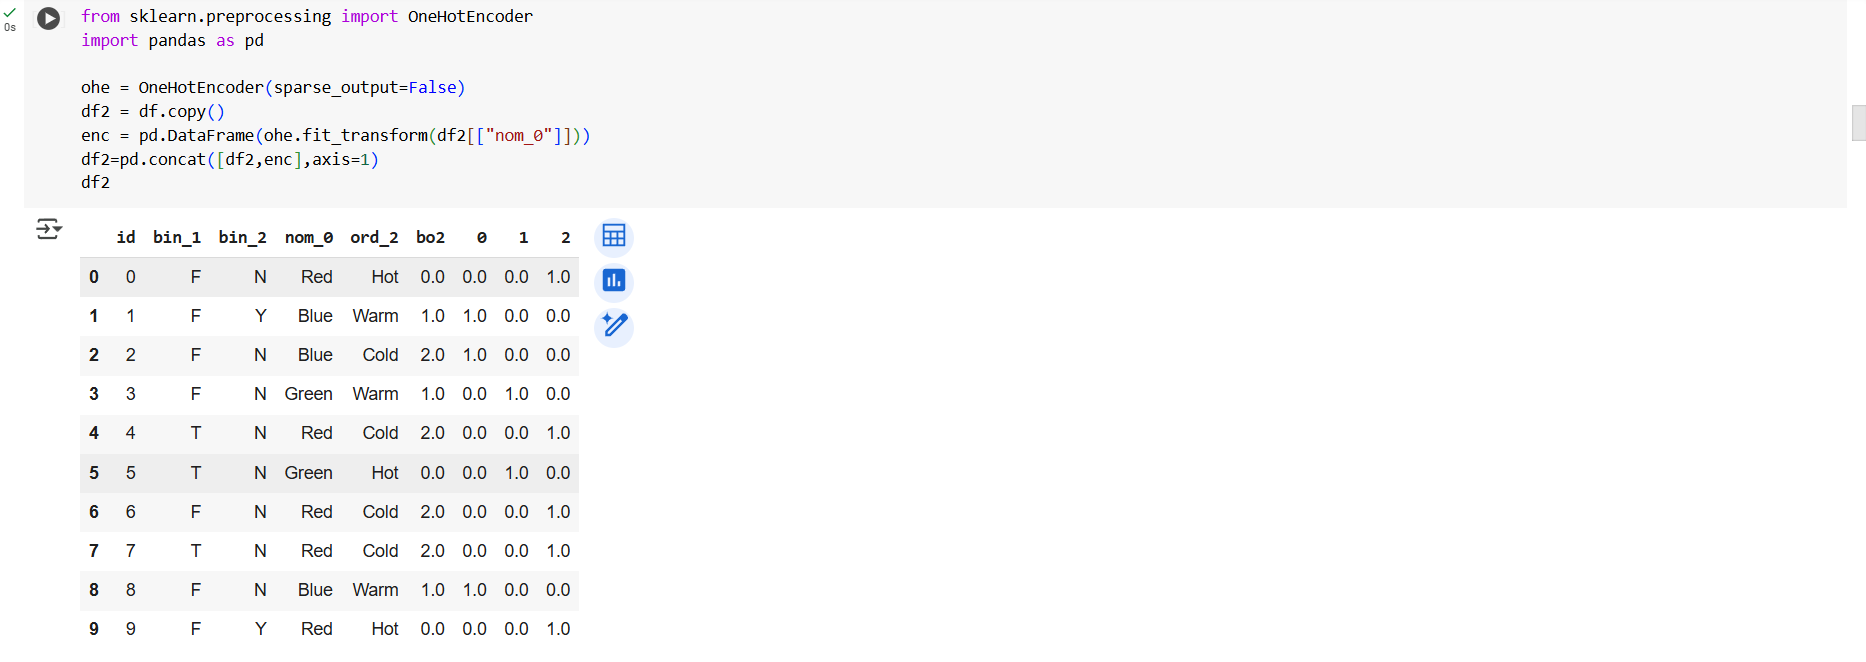 from sklearn.preprocessing import OneHotEncoder
0s
import pandas as pd
ohe = OneHotEncoder(sparse_output=False)
df2 = df.copy()
enc = pd.DataFrame(ohe.fit_transform(df2[["nom_0"]]))
df2=pd.concat([df2,enc],axis=1)
df2
id bin_1 bin_2 nom_0 ord_2 bo2 0 1 2
0 0 F N Red Hot 0.0 0.0 0.0 1.0
1 1 F Y Blue Warm 1.0 1.0 0.0 0.0
2 2 F N Blue Cold 2.0 1.0 0.0 0.0
3 3 F N Green Warm 1.0 0.0 1.0 0.0
4 4 T N Red Cold 2.0 0.0 0.0 1.0
5 5 T N Green Hot 0.0 0.0 1.0 0.0
6 6 F N Red Cold 2.0 0.0 0.0 1.0
7 7 T N Red Cold 2.0 0.0 0.0 1.0
8 8 F N Blue Warm 1.0 1.0 0.0 0.0
9 9 F Y Red Hot 0.0 0.0 0.0 1.0